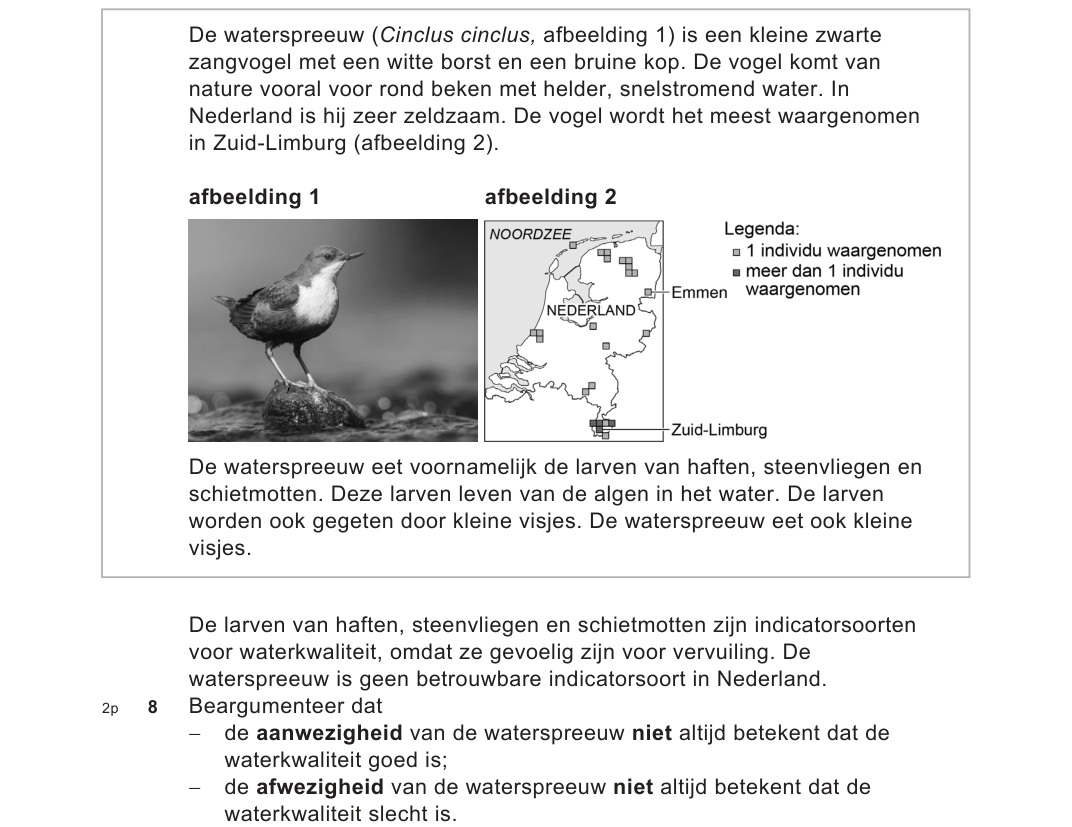 De waterspreeuw (Cinclus cinclus, afbeelding 1) is een kleine zwarte
zangvogel met een witte borst en een bruine kop. De vogel komt van
nature vooral voor rond beken met helder, snelstromend water. In
Nederland is hij zeer zeldzaam. De vogel wordt het meest waargenomen
in Zuid-Limburg (afbeelding 2).
afbeelding 1
afbeelding 2
NOORDZEE
NEDERLAND
Emmen
Zuid-Limburg
Legenda:
1 individu waargenomen
meer dan 1 individu
waargenomen
De waterspreeuw eet voornamelijk de larven van haften, steenvliegen en
schietmotten. Deze larven leven van de algen in het water. De larven
worden ook gegeten door kleine visjes. De waterspreeuw eet ook kleine
visjes.
De larven van haften, steenvliegen en schietmotten zijn indicatorsoorten
voor waterkwaliteit, omdat ze gevoelig zijn voor vervuiling. De
waterspreeuw is geen betrouwbare indicatorsoort in Nederland.
2p 8 Beargumenteer dat
– de aanwezigheid van de waterspreeuw niet altijd betekent dat de
waterkwaliteit goed is;
– de afwezigheid van de waterspreeuw niet altijd betekent dat de
waterkwaliteit slecht is.